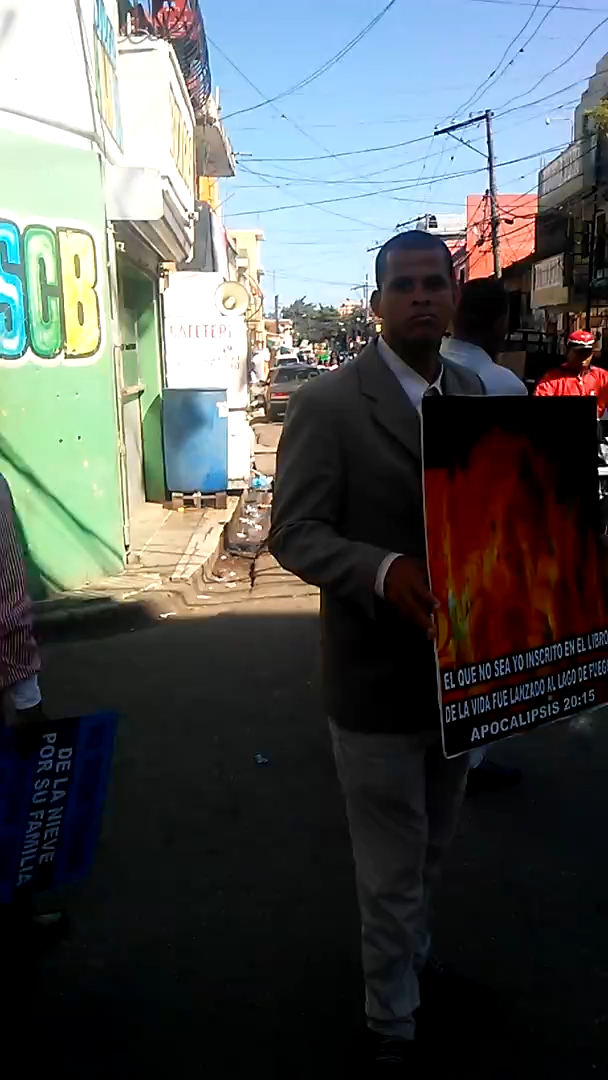 SCB
CAFETER
EL QUE NO SEA YO INSCRITO EN EL LIBRO
DE LA VIDA FUE LANZADO AL LAGO DE FUEG
APOCALIPSIS 20:15
DE LA NIEVE
POR SU FAMILIA